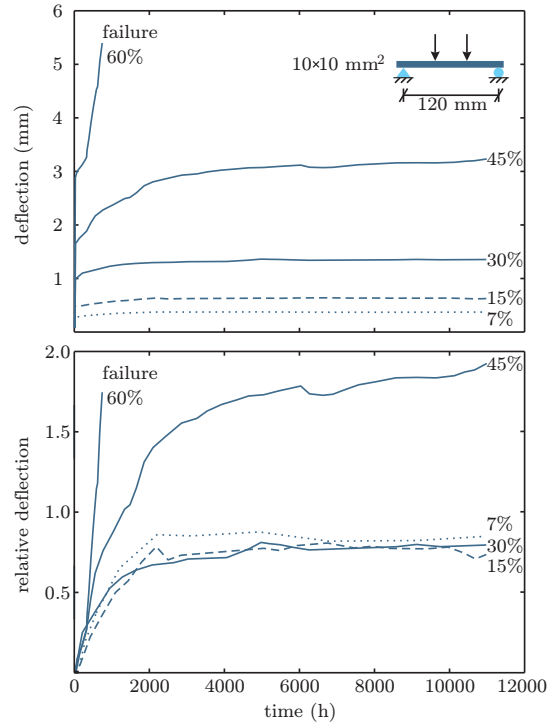 6
failure
60%
10×10 mm²
120 mm
5
4
deflection (mm)
3
45%
2
30%
1
15%
7%
2.0
failure
45%
60%
1.5
relative deflection
1.0
7%
30%
0.5
15%
0 2000 4000 6000 8000 10000 12000
time (h)